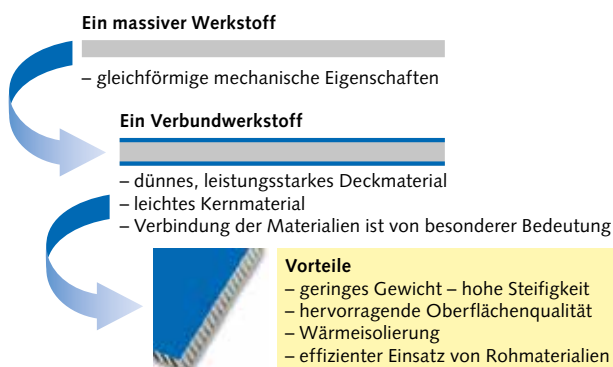 Ein massiver Werkstoff
– gleichförmige mechanische Eigenschaften
Ein Verbundwerkstoff
– dünnes, leistungsstarkes Deckmaterial
– leichtes Kernmaterial
– Verbindung der Materialien ist von besonderer Bedeutung
Vorteile
– geringes Gewicht – hohe Steifigkeit
– hervorragende Oberflächenqualität
– Wärmeisolierung
– effizienter Einsatz von Rohmaterialien